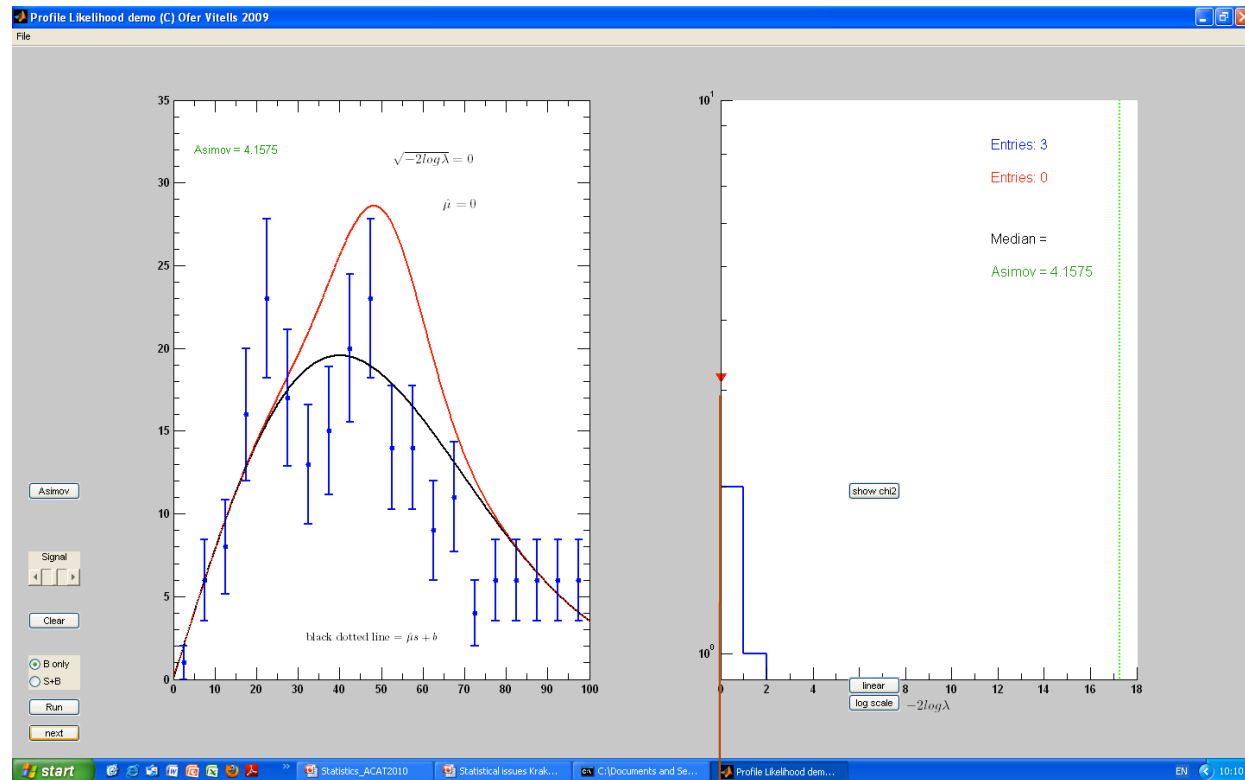 Profile Likelihood demo (C) Ofer Vitells 2009
File
35
30
25
20
15
10
5
0
Asimov = 4.1575
√−2logλ = 0
μ̂ = 0
black dotted line = μ̂s + b
0 10 20 30 40 50 60 70 80 90 100
10¹
10⁰
Entries: 3
Entries: 0
Median =
Asimov = 4.1575
show chi2
0 2 4 6 8 10 12 14 16 18
linear
log scale
−2logλ
Asimov
Signal
Clear
B only
S+B
Run
next
start
Statistics_ACAT2010
Statistical issues Krak...
C:\Documents and Se...
Profile Likelihood dem...
EN
10:10